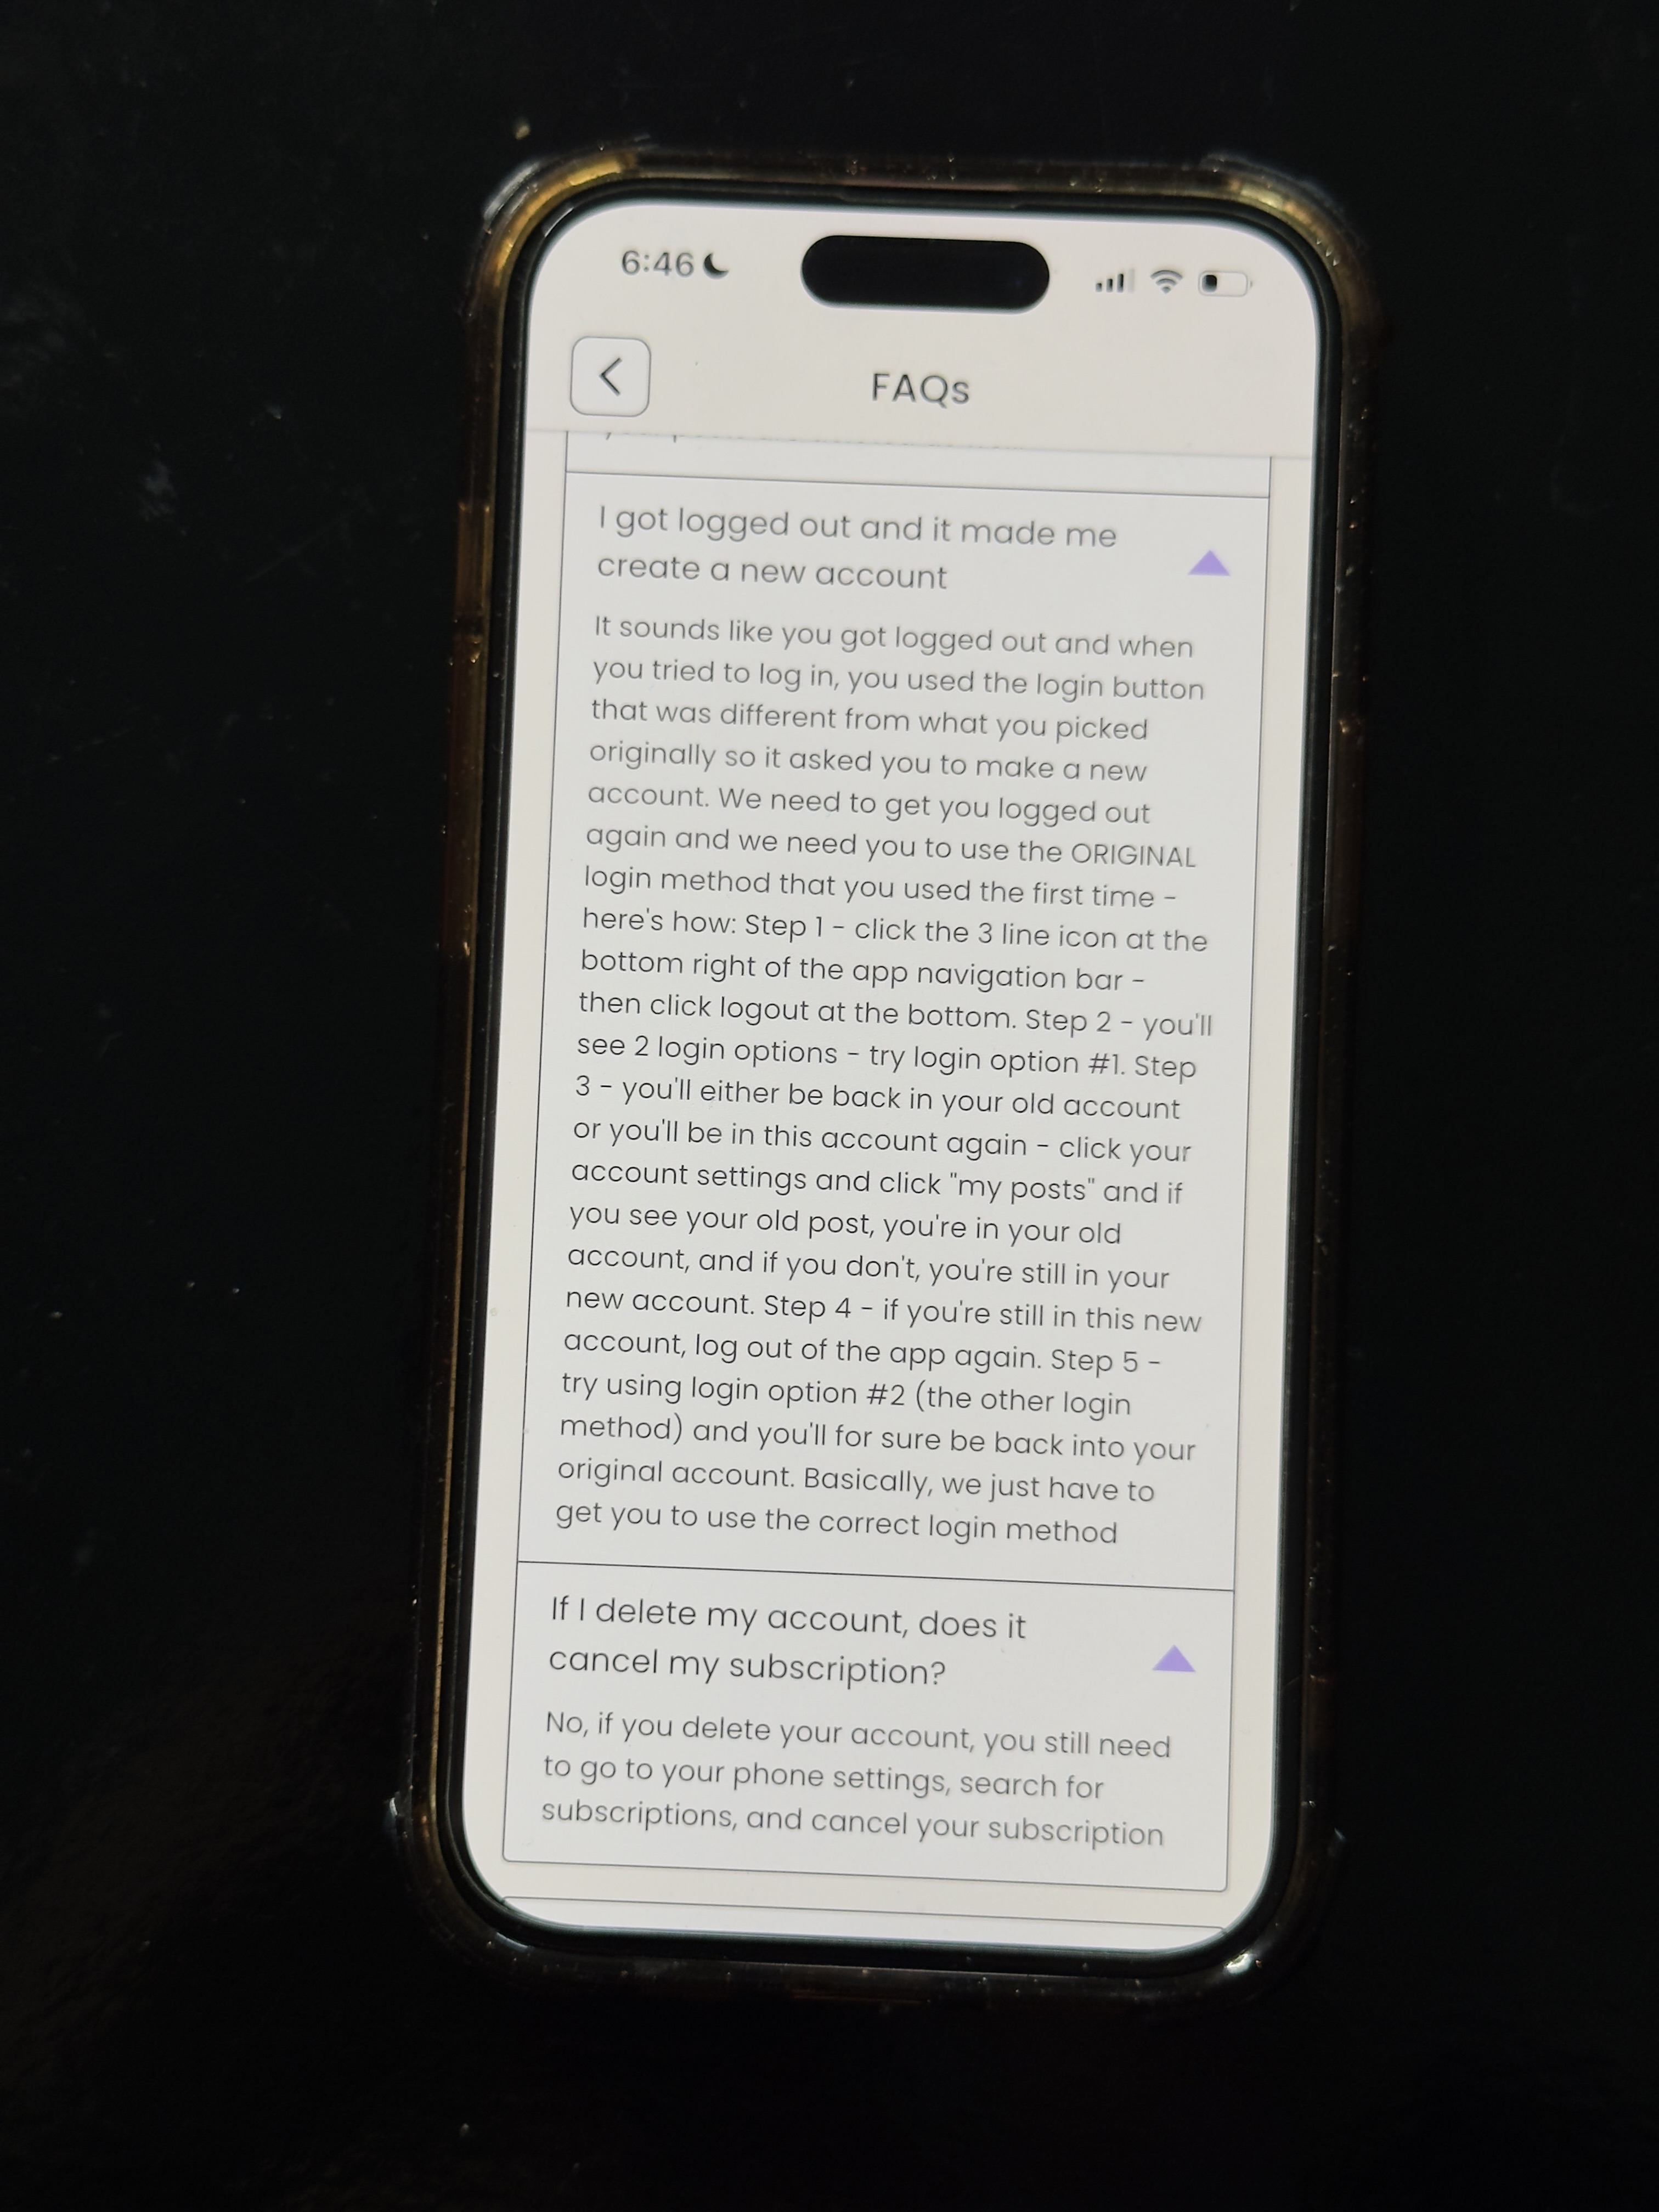 6:46
FAQs
I got logged out and it made me
create a new account
It sounds like you got logged out and when
you tried to log in, you used the login button
that was different from what you picked
originally so it asked you to make a new
account. We need to get you logged out
again and we need you to use the ORIGINAL
login method that you used the first time -
here's how: Step 1 - click the 3 line icon at the
bottom right of the app navigation bar -
then click logout at the bottom. Step 2 - you'll
see 2 login options - try login option #1. Step
3 - you'll either be back in your old account
or you'll be in this account again - click your
account settings and click "my posts" and if
you see your old post, you're in your old
account, and if you don't, you're still in your
new account. Step 4 - if you're still in this new
account, log out of the app again. Step 5 -
try using login option #2 (the other login
method) and you'll for sure be back into your
original account. Basically, we just have to
get you to use the correct login method
If I delete my account, does it
cancel my subscription?
No, if you delete your account, you still need
to go to your phone settings, search for
subscriptions, and cancel your subscription